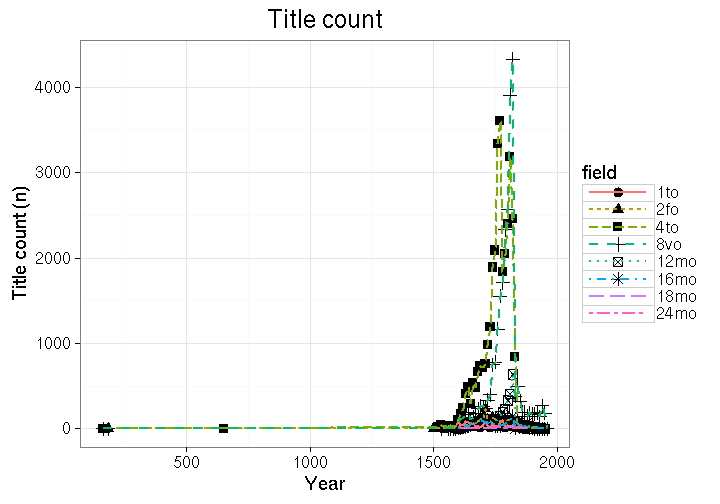 Title count
Title count (n)
4000
3000
2000
1000
0
500
1000
1500
2000
Year
field
1to
2fo
4to
8vo
12mo
16mo
18mo
24mo